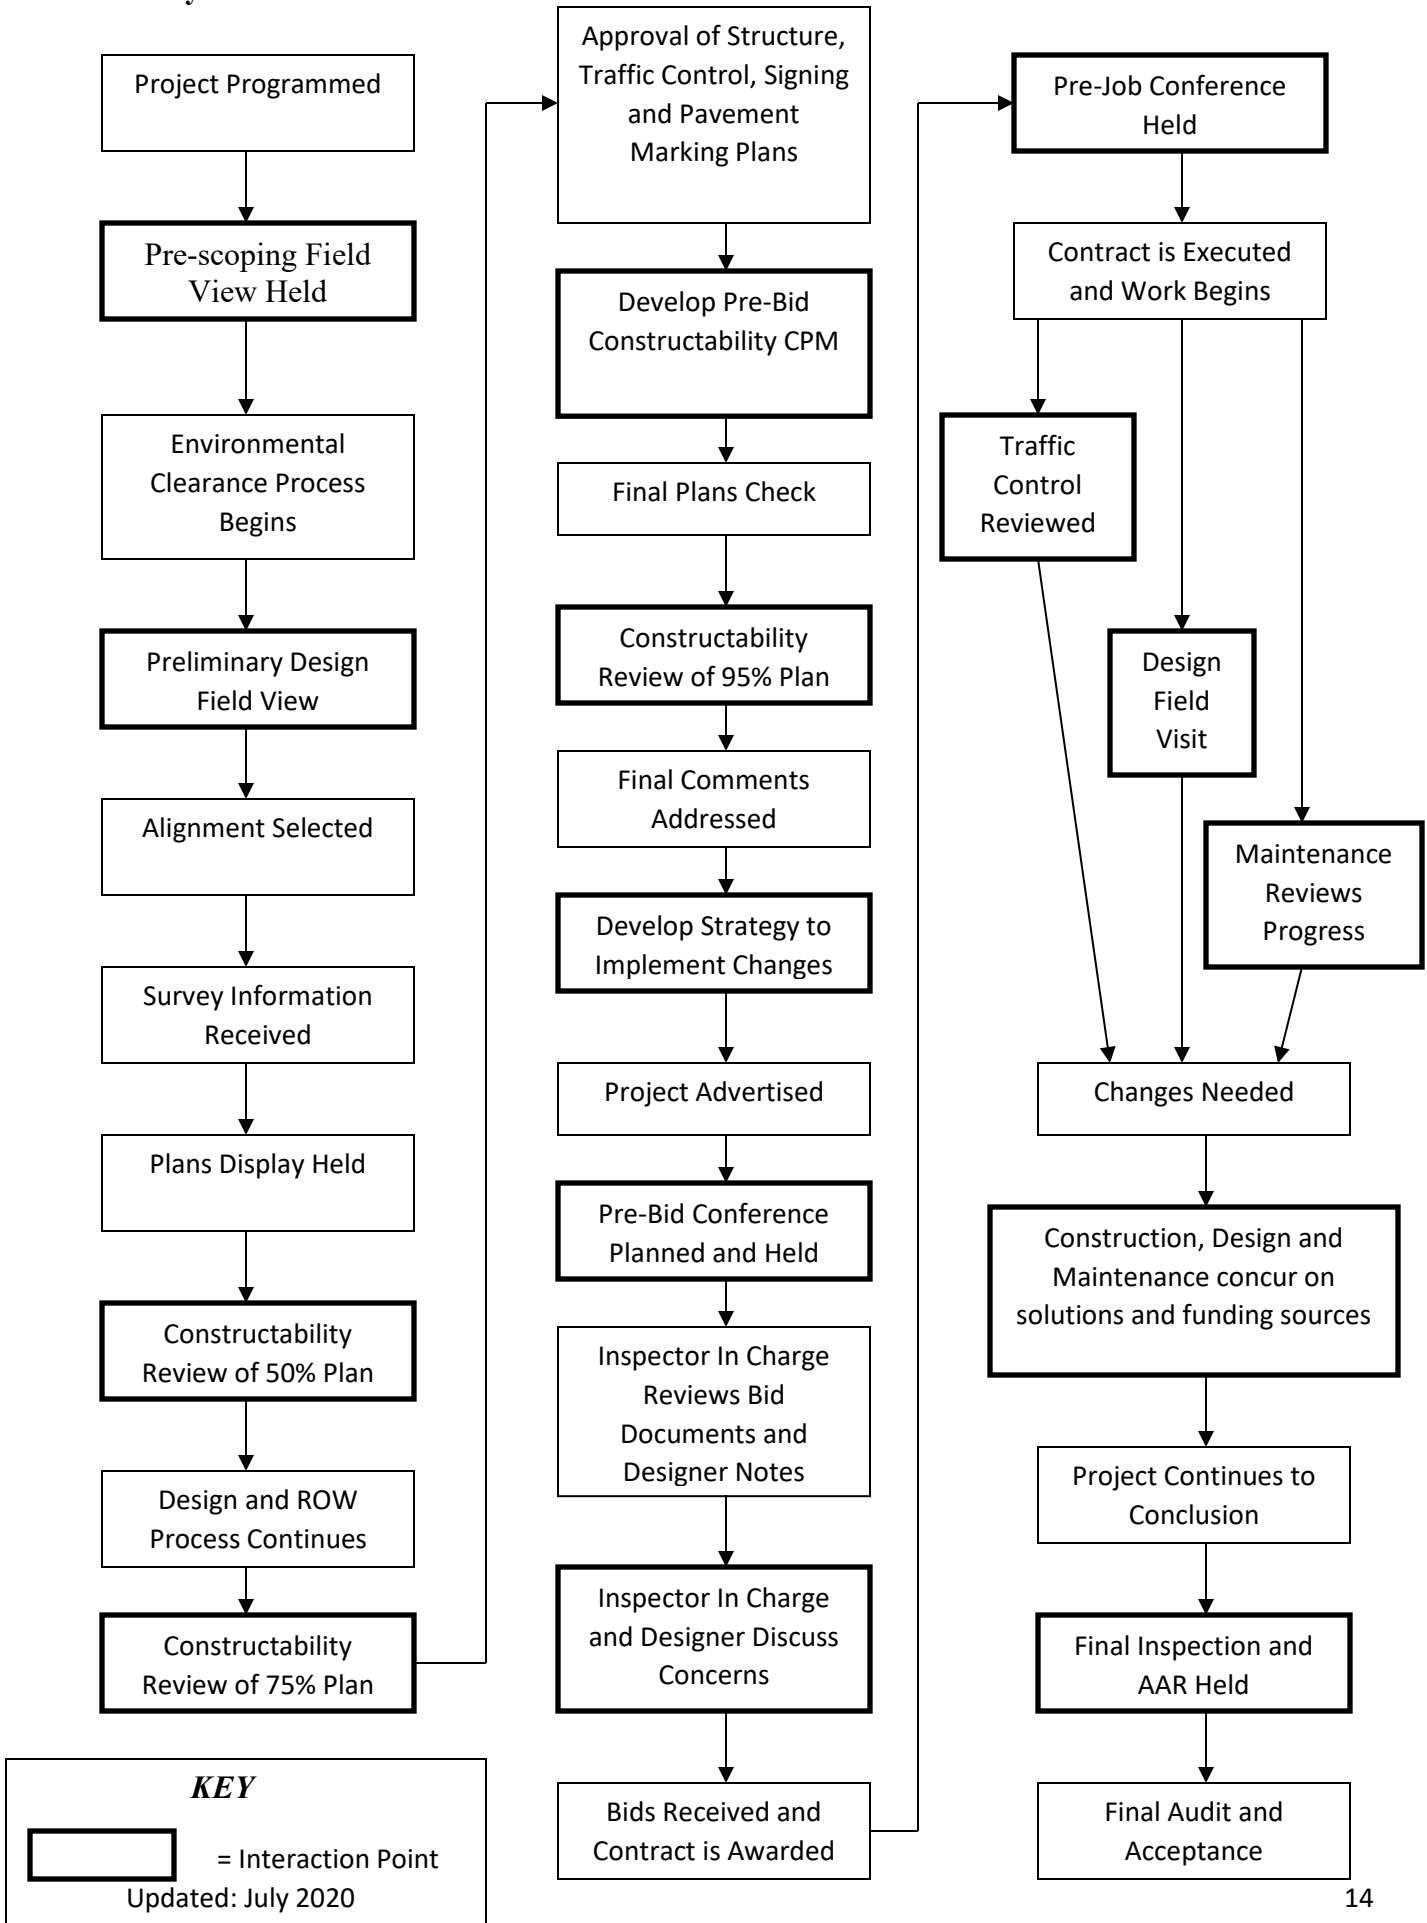 Project Programmed
Pre-scoping Field
View Held
Environmental
Clearance Process
Begins
Preliminary Design
Field View
Alignment Selected
Survey Information
Received
Plans Display Held
Constructability
Review of 50% Plan
Design and ROW
Process Continues
Constructability
Review of 75% Plan
Approval of Structure,
Traffic Control, Signing
and Pavement
Marking Plans
Develop Pre-Bid
Constructability CPM
Final Plans Check
Constructability
Review of 95% Plan
Final Comments
Addressed
Develop Strategy to
Implement Changes
Project Advertised
Pre-Bid Conference
Planned and Held
Inspector In Charge
Reviews Bid
Documents and
Designer Notes
Inspector In Charge
and Designer Discuss
Concerns
Bids Received and
Contract is Awarded
Pre-Job Conference
Held
Contract is Executed
and Work Begins
Traffic
Control
Reviewed
Design
Field
Visit
Maintenance
Reviews
Progress
Changes Needed
Construction, Design and
Maintenance concur on
solutions and funding sources
Project Continues to
Conclusion
Final Inspection and
AAR Held
Final Audit and
Acceptance
KEY
= Interaction Point
Updated: July 2020
14